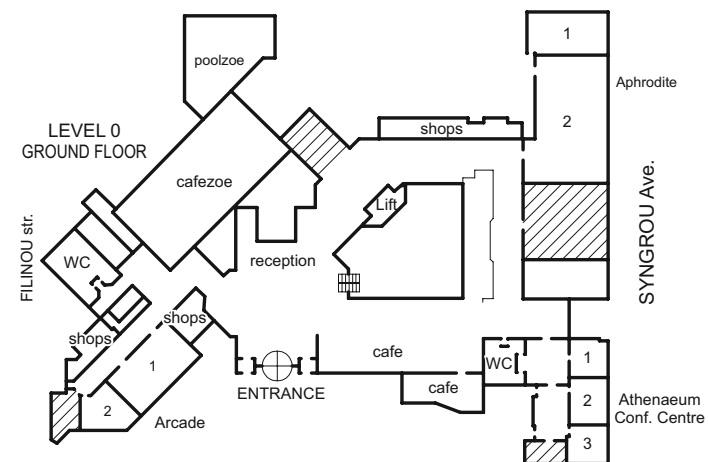 1
poolzoe
Aphrodite
LEVEL 0
GROUND FLOOR
shops
2
cafezoe
Lift
FILINOU str.
WC
reception
SYNGROU Ave.
shops
shops
1
2
Arcade
ENTRANCE
cafe
cafe
WC
1
2
3
Athenaeum
Conf. Centre